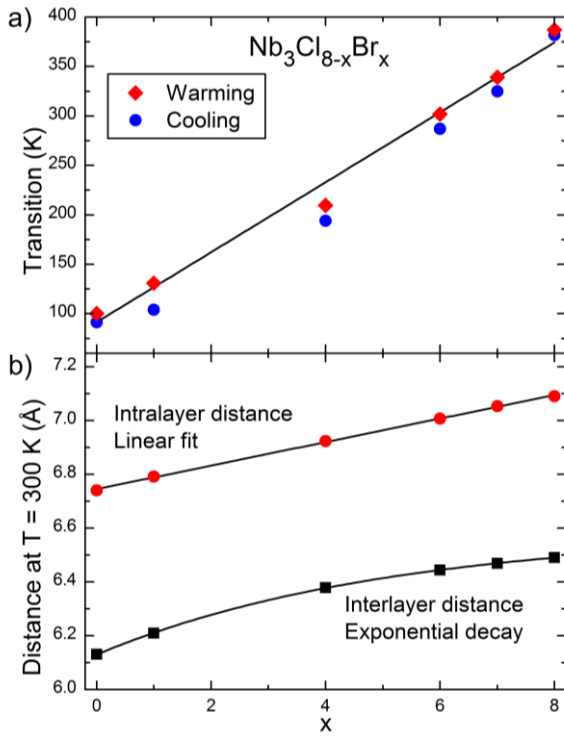 a)
Nb₃Cl₈₋ₓBrₓ
Warming
Cooling
Transition (K)
400
350
300
250
200
150
100
b)
Intralayer distance
Linear fit
Interlayer distance
Exponential decay
Distance at T = 300 K (Å)
7.2
7.0
6.8
6.6
6.4
6.2
6.0
0 2 4 6 8
x